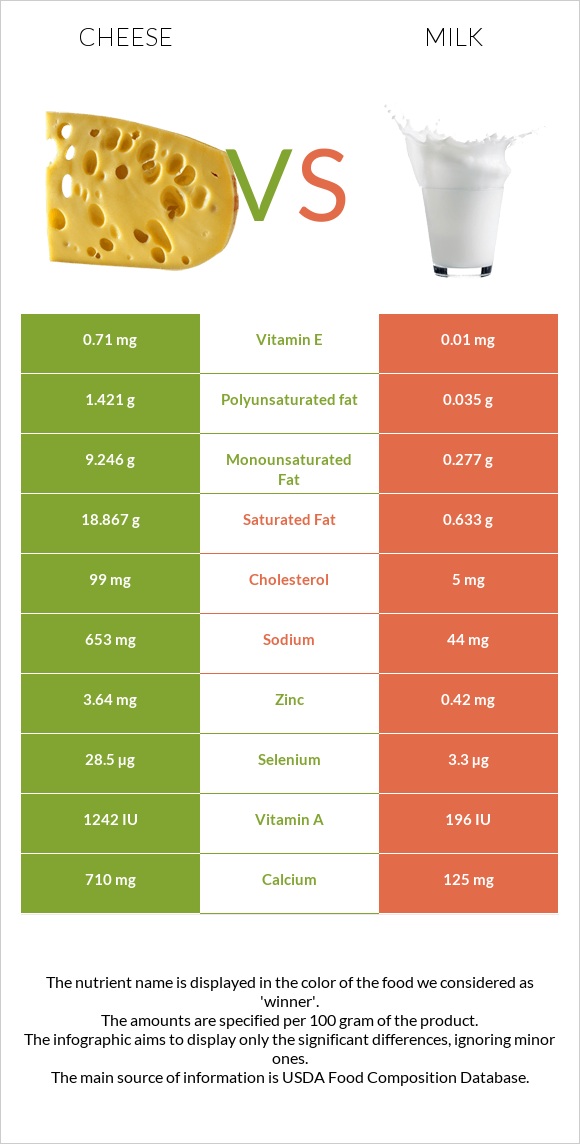 CHEESE MILK
VS
0.71 mg Vitamin E 0.01 mg
1.421 g Polyunsaturated fat 0.035 g
9.246 g Monounsaturated Fat 0.277 g
18.867 g Saturated Fat 0.633 g
99 mg Cholesterol 5 mg
653 mg Sodium 44 mg
3.64 mg Zinc 0.42 mg
28.5 µg Selenium 3.3 µg
1242 IU Vitamin A 196 IU
710 mg Calcium 125 mg
The nutrient name is displayed in the color of the food we considered as
'winner'.
The amounts are specified per 100 gram of the product.
The infographic aims to display only the significant differences, ignoring minor
ones.
The main source of information is USDA Food Composition Database.